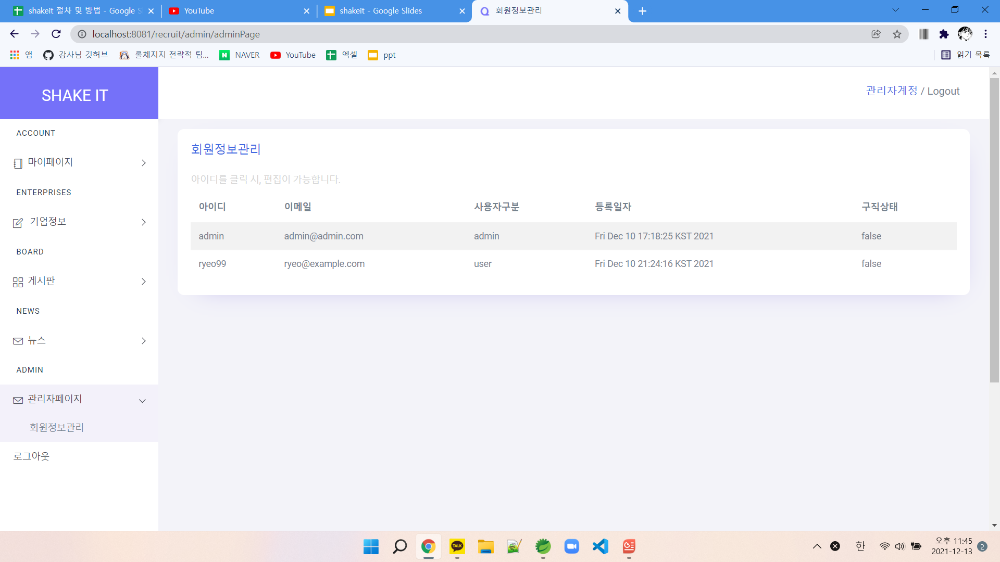 shakeit 절차 및 방법 - Google S
YouTube
shakeit - Google Slides
회원정보관리
localhost:8081/recruit/admin/adminPage
앱
강사님 깃허브
롤체지지 전략적 팀...
NAVER
YouTube
엑셀
ppt
읽기 목록
SHAKE IT
관리자계정 / Logout
ACCOUNT
마이페이지
ENTERPRISES
기업정보
BOARD
게시판
NEWS
뉴스
ADMIN
관리자페이지
회원정보관리
로그아웃
회원정보관리
아이디를 클릭 시, 편집이 가능합니다.
아이디 이메일 사용자구분 등록일자 구직상태
admin admin@admin.com admin Fri Dec 10 17:18:25 KST 2021 false
ryeo99 ryeo@example.com user Fri Dec 10 21:24:16 KST 2021 false
TALK
한
오후 11:45
2021-12-13
2